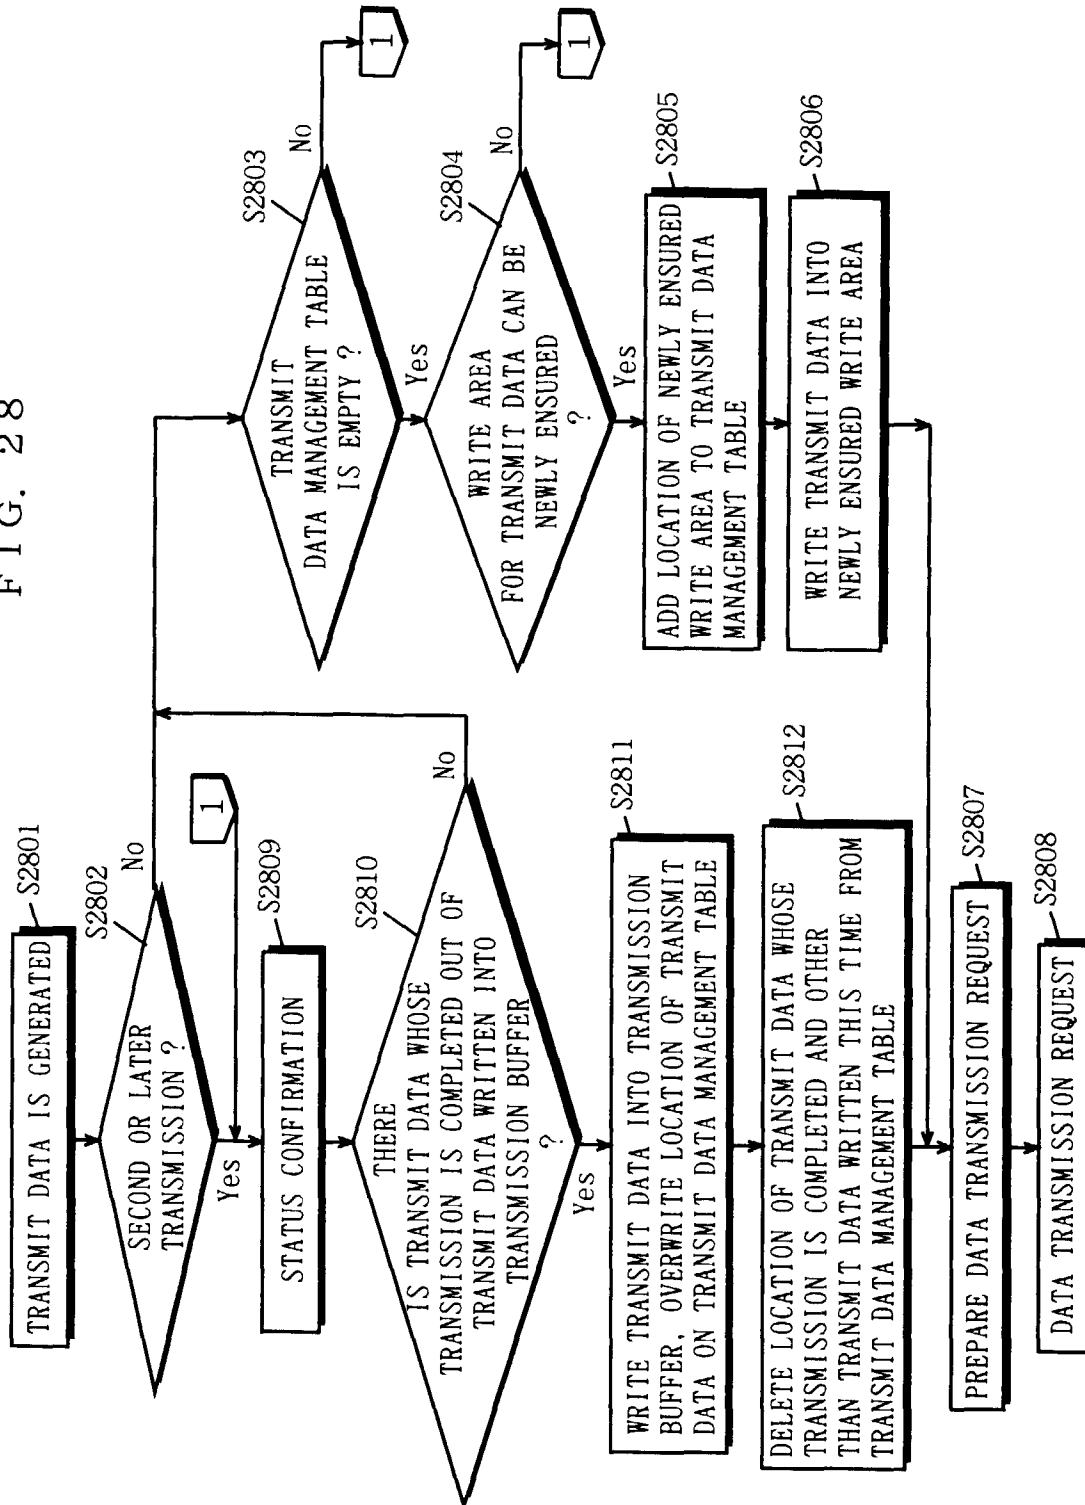 FIG. 28
TRANSMIT DATA IS GENERATED
S2801
SECOND OR LATER
TRANSMISSION ?
S2802
No
Yes
1
STATUS CONFIRMATION
S2809
THERE
IS TRANSMIT DATA WHOSE
TRANSMISSION IS COMPLETED OUT OF
TRANSMIT DATA WRITTEN INTO
TRANSMISSION BUFFER
?
S2810
No
Yes
WRITE TRANSMIT DATA INTO TRANSMISSION
BUFFER. OVERWRITE LOCATION OF TRANSMIT
DATA ON TRANSMIT DATA MANAGEMENT TABLE
S2811
DELETE LOCATION OF TRANSMIT DATA WHOSE
TRANSMISSION IS COMPLETED AND OTHER
THAN TRANSMIT DATA WRITTEN THIS TIME FROM
TRANSMIT DATA MANAGEMENT TABLE
S2812
PREPARE DATA TRANSMISSION REQUEST
S2807
DATA TRANSMISSION REQUEST
S2808
TRANSMIT
DATA MANAGEMENT TABLE
IS EMPTY ?
S2803
No
1
Yes
WRITE AREA
FOR TRANSMIT DATA CAN BE
NEWLY ENSURED
?
S2804
No
1
Yes
ADD LOCATION OF NEWLY ENSURED
WRITE AREA TO TRANSMIT DATA
MANAGEMENT TABLE
S2805
WRITE TRANSMIT DATA INTO
NEWLY ENSURED WRITE AREA
S2806